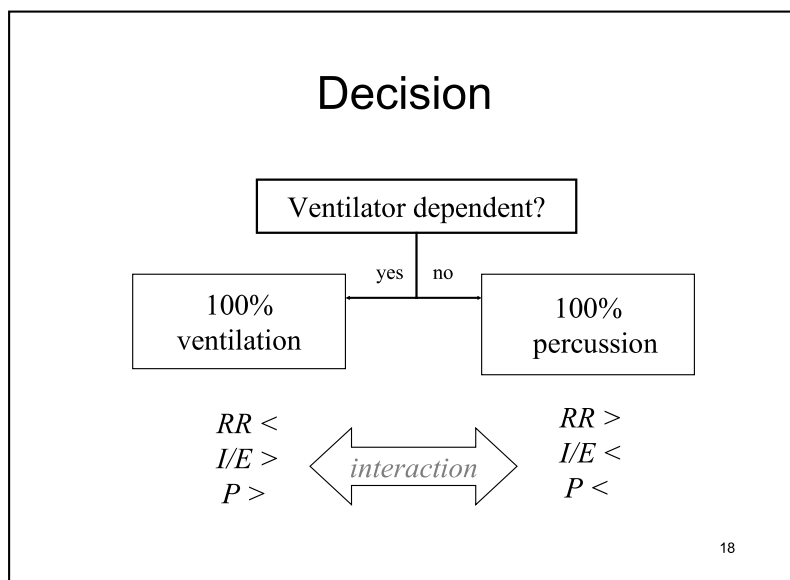 Decision
Ventilator dependent?
yes no
100%
ventilation
100%
percussion
RR <
I/E >
P >
interaction
RR >
I/E <
P <
18